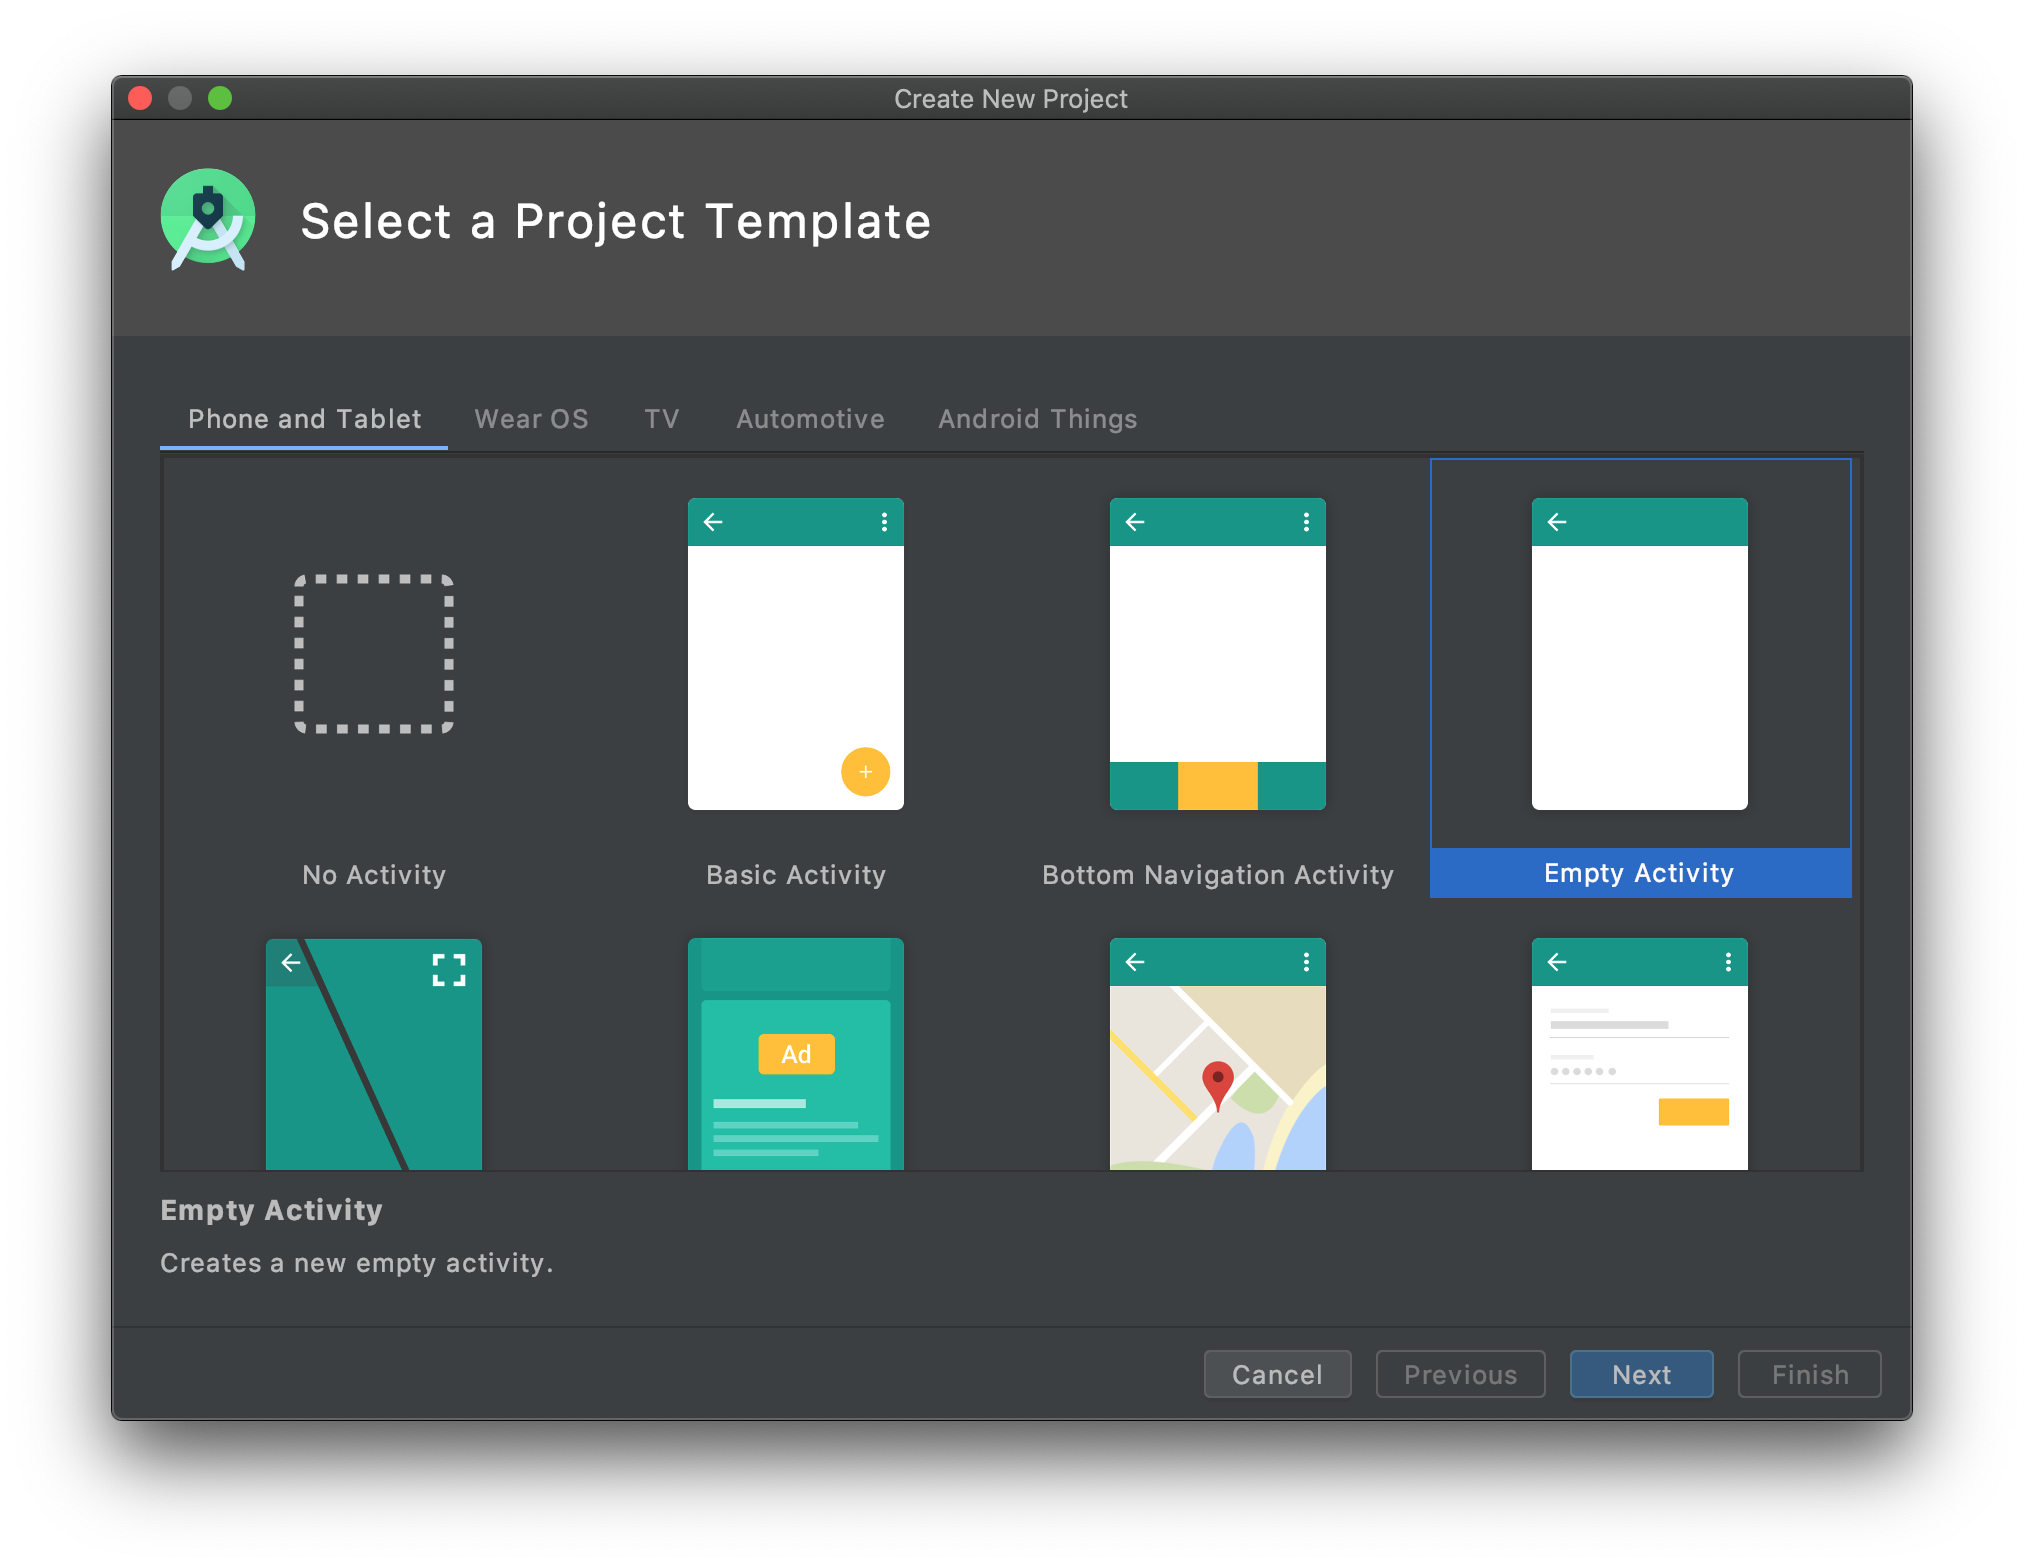 Create New Project
Select a Project Template
Phone and Tablet Wear OS TV Automotive Android Things
No Activity Basic Activity Bottom Navigation Activity Empty Activity
Ad
Empty Activity
Creates a new empty activity.
Cancel Previous Next Finish